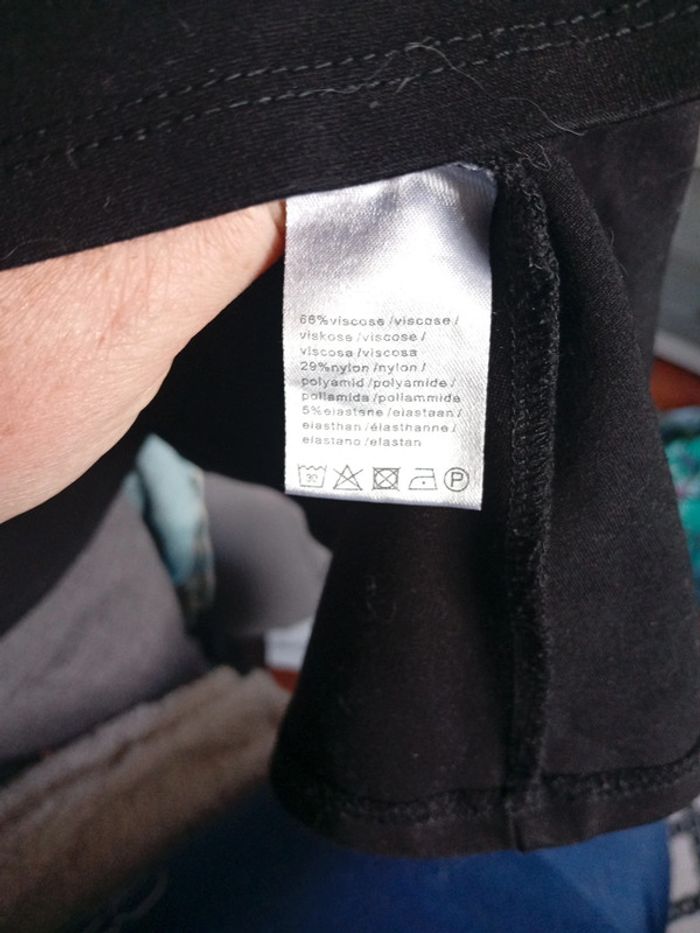 66%viscose /viscose /
viskose /viscose /
viscosa /viscosa
29%nylon /nylon /
polyamid /polyamide /
poliamida /poliammide
5%elastane /elastaan /
elasthan /élasthanne /
elastano /elastan
30
P